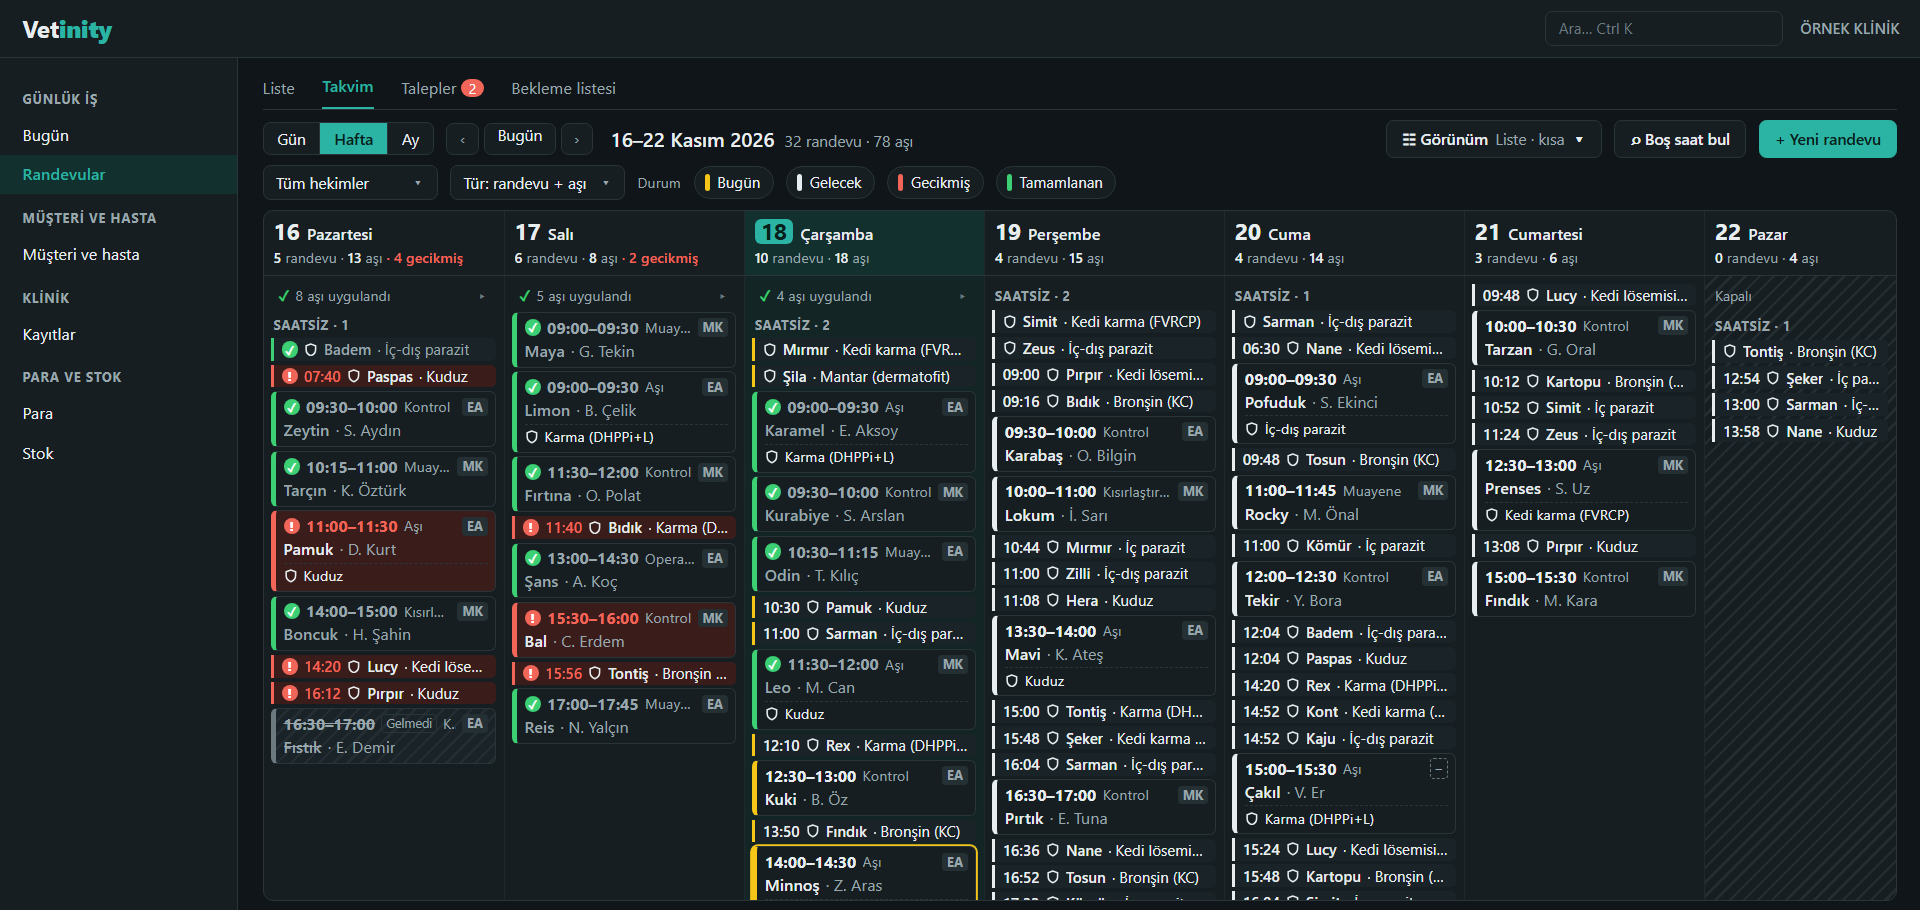 Vetinity
Ara... Ctrl K
ÖRNEK KLİNİK
GÜNLÜK İŞ
Bugün
Randevular
MÜŞTERİ VE HASTA
Müşteri ve hasta
KLİNİK
Kayıtlar
PARA VE STOK
Para
Stok
Liste Takvim Talepler 2 Bekleme listesi
Gün Hafta Ay ‹ Bugün › 16–22 Kasım 2026 32 randevu · 78 aşı
Görünüm Liste · kısa ▾ Boş saat bul + Yeni randevu
Tüm hekimler Tür: randevu + aşı Durum Bugün Gelecek Gecikmiş Tamamlanan
16 Pazartesi
5 randevu · 13 aşı · 4 gecikmiş
✓ 8 aşı uygulandı
SAATSİZ · 1
Badem · İç-dış parazit
07:40 Paspas · Kuduz
09:30–10:00 Kontrol EA
Zeytin · S. Aydın
10:15–11:00 Muay... MK
Tarçın · K. Öztürk
11:00–11:30 Aşı EA
Pamuk · D. Kurt
Kuduz
14:00–15:00 Kısırl... MK
Boncuk · H. Şahin
14:20 Lucy · Kedi löse...
16:12 Pırpır · Kuduz
16:30–17:00 Gelmedi K. EA
Fıstık · E. Demir
17 Salı
6 randevu · 8 aşı · 2 gecikmiş
✓ 5 aşı uygulandı
09:00–09:30 Muay... MK
Maya · G. Tekin
09:00–09:30 Aşı EA
Limon · B. Çelik
Karma (DHPPi+L)
11:30–12:00 Kontrol MK
Fırtına · O. Polat
11:40 Bıdık · Karma (D...
13:00–14:30 Opera... EA
Şans · A. Koç
15:30–16:00 Kontrol MK
Bal · C. Erdem
15:56 Tontiş · Bronşin ...
17:00–17:45 Muay... EA
Reis · N. Yalçın
18 Çarşamba
10 randevu · 18 aşı
✓ 4 aşı uygulandı
SAATSİZ · 2
Mırmır · Kedi karma (FVR...
Şila · Mantar (dermatofit)
09:00–09:30 Aşı EA
Karamel · E. Aksoy
Karma (DHPPi+L)
09:30–10:00 Kontrol MK
Kurabiye · S. Arslan
10:30–11:15 Muay... EA
Odin · T. Kılıç
10:30 Pamuk · Kuduz
11:00 Sarman · İç-dış par...
11:30–12:00 Aşı MK
Leo · M. Can
Kuduz
12:10 Rex · Karma (DHPPi...
12:30–13:00 Kontrol EA
Kuki · B. Öz
13:50 Fındık · Bronşin (KC)
14:00–14:30 Aşı EA
Minnoş · Z. Aras
19 Perşembe
4 randevu · 15 aşı
SAATSİZ · 2
Simit · Kedi karma (FVRCP)
Zeus · İç-dış parazit
09:00 Pırpır · Kedi lösemi...
09:16 Bıdık · Bronşin (KC)
09:30–10:00 Kontrol EA
Karabaş · O. Bilgin
10:00–11:00 Kısırlaştır... MK
Lokum · İ. Sarı
10:44 Mırmır · İç parazit
11:00 Zilli · İç-dış parazit
11:08 Hera · Kuduz
13:30–14:00 Aşı EA
Mavi · K. Ateş
Kuduz
15:00 Tontiş · Karma (DH...
15:48 Şeker · Kedi karma ...
16:04 Sarman · İç-dış par...
16:30–17:00 Kontrol MK
Pırtık · E. Tuna
16:36 Nane · Kedi lösemi...
16:52 Tosun · Bronşin (KC)
20 Cuma
4 randevu · 14 aşı
SAATSİZ · 1
Sarman · İç-dış parazit
06:30 Nane · Kedi lösemi...
09:00–09:30 Aşı EA
Pofuduk · S. Ekinci
İç-dış parazit
09:48 Tosun · Bronşin (KC)
11:00–11:45 Muayene MK
Rocky · M. Önal
11:00 Kömür · İç parazit
12:00–12:30 Kontrol EA
Tekir · Y. Bora
12:04 Badem · İç-dış para...
12:04 Paspas · Kuduz
14:20 Rex · Karma (DHPPi...
14:52 Kont · Kedi karma (...
14:52 Kaju · İç-dış parazit
15:00–15:30 Aşı –
Çakıl · V. Er
Karma (DHPPi+L)
15:24 Lucy · Kedi lösemisi...
15:48 Kartopu · Bronşin (...
21 Cumartesi
3 randevu · 6 aşı
09:48 Lucy · Kedi lösemisi...
10:00–10:30 Kontrol MK
Tarzan · G. Oral
10:12 Kartopu · Bronşin (...
10:52 Simit · İç parazit
11:24 Zeus · İç-dış parazit
12:30–13:00 Aşı MK
Prenses · S. Uz
Kedi karma (FVRCP)
13:08 Pırpır · Kuduz
15:00–15:30 Kontrol MK
Fındık · M. Kara
22 Pazar
0 randevu · 4 aşı
Kapalı
SAATSİZ · 1
Tontiş · Bronşin (KC)
12:54 Şeker · İç pa...
13:00 Sarman · İç-...
13:58 Nane · Kuduz